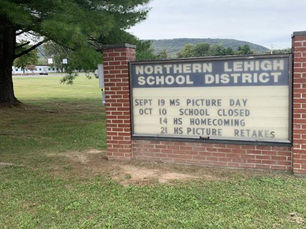 NORTHERN LEHIGH
SCHOOL DISTRICT
SEPT 19 MS PICTURE DAY
OCT 10 SCHOOL CLOSED
14 HS HOMECOMING
21 HS PICTURE RETAKES